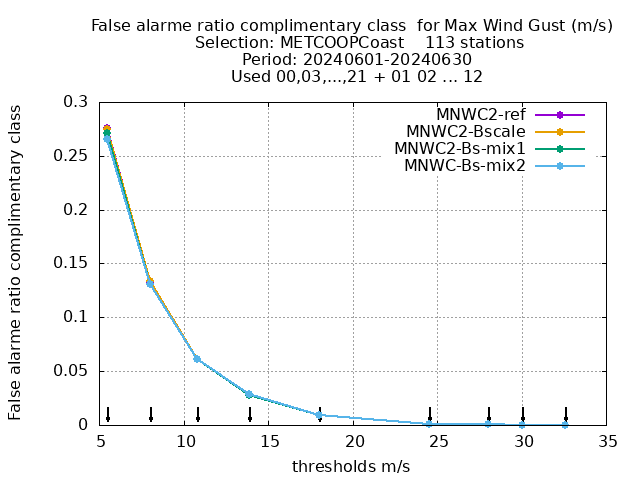 False alarme ratio complimentary class  for Max Wind Gust (m/s)
Selection: METCOOPCoast    113 stations
Period: 20240601-20240630
Used 00,03,...,21 + 01 02 ... 12
False alarme ratio complimentary class
0.3
0.25
0.2
0.15
0.1
0.05
0
MNWC2-ref
MNWC2-Bscale
MNWC2-Bs-mix1
MNWC-Bs-mix2
5 10 15 20 25 30 35
thresholds m/s